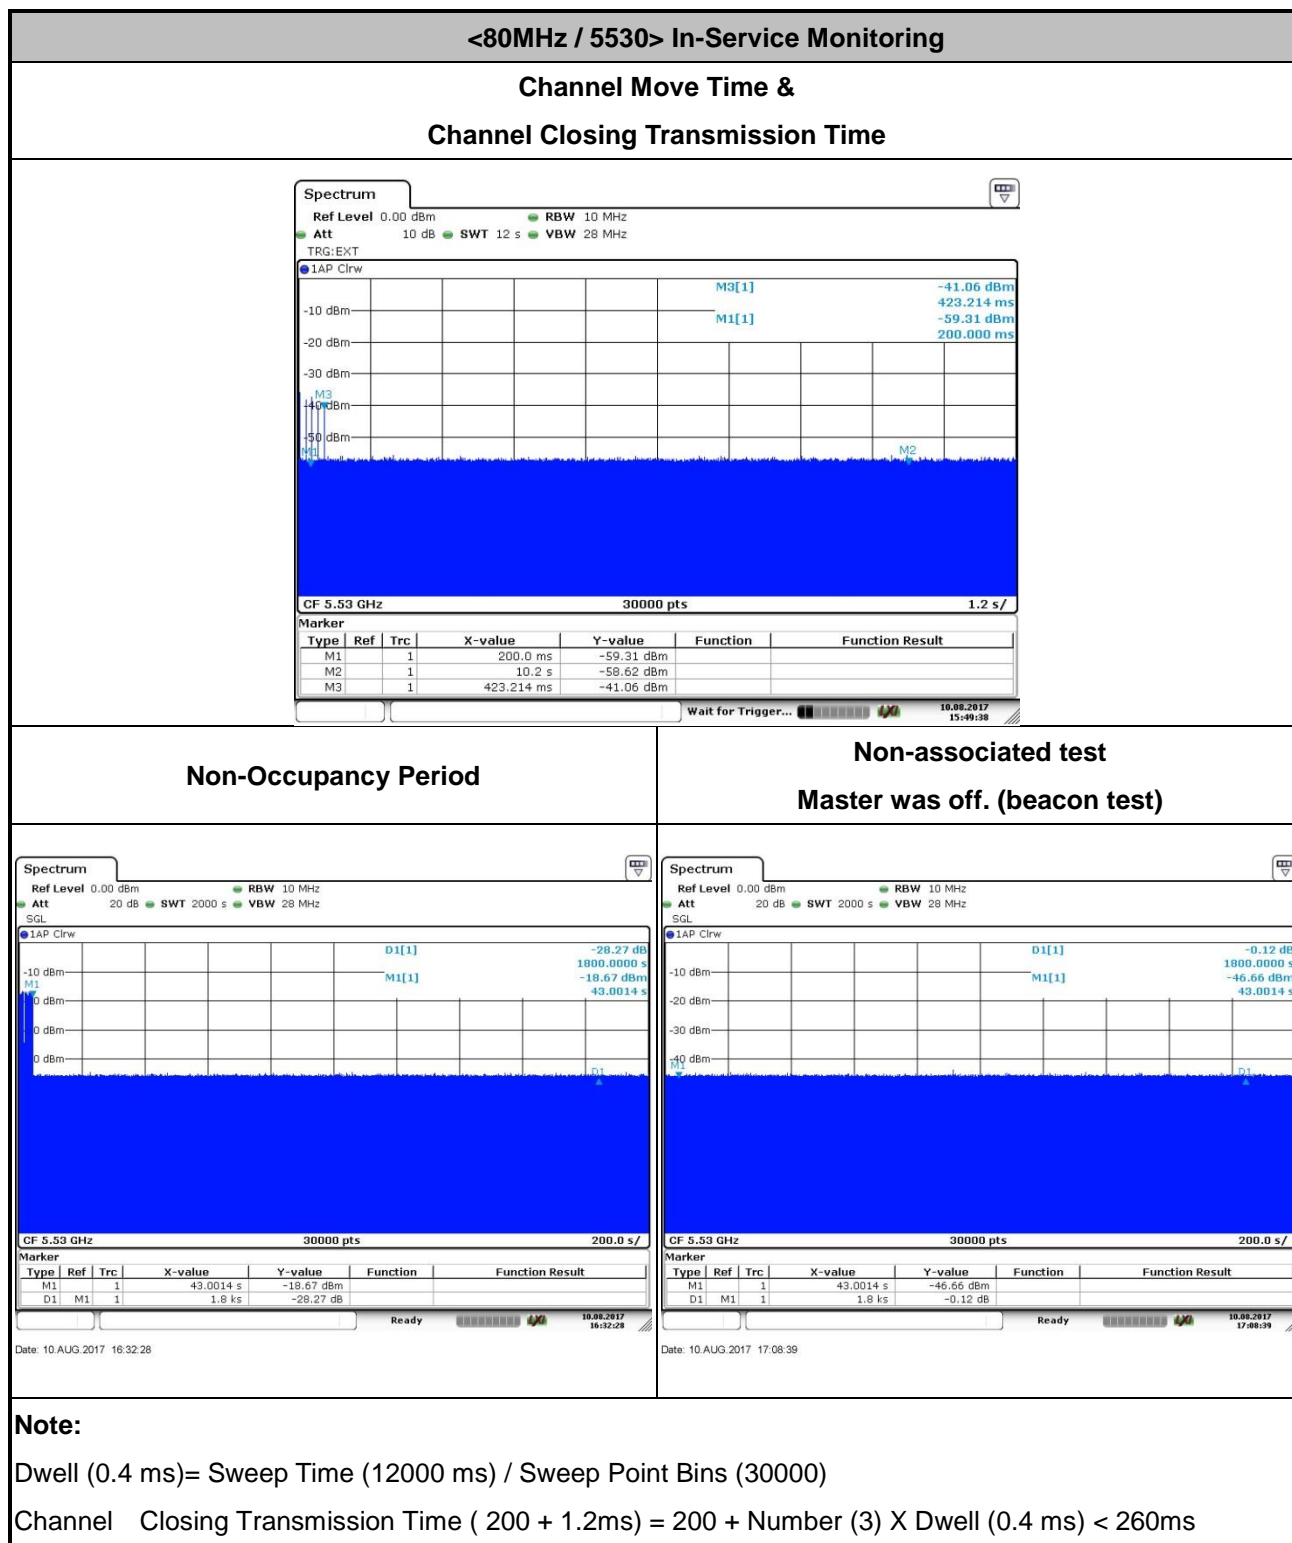 <80MHz / 5530> In-Service Monitoring
Channel Move Time &
Channel Closing Transmission Time
Spectrum
Ref Level 0.00 dBm RBW 10 MHz
Att 10 dB SWT 12 s VBW 28 MHz
TRG:EXT
1AP Clrw
M3[1] -41.06 dBm
423.214 ms
-10 dBm
M1[1] -59.31 dBm
200.000 ms
-20 dBm
-30 dBm
M3
-40 dBm
-50 dBm
M1
M2
CF 5.53 GHz 30000 pts 1.2 s/
Marker
Type Ref Trc X-value Y-value Function Function Result
M1 1 200.0 ms -59.31 dBm
M2 1 10.2 s -58.62 dBm
M3 1 423.214 ms -41.06 dBm
Wait for Trigger... LXI 10.08.2017
15:49:38
Non-Occupancy Period
Spectrum
Ref Level 0.00 dBm RBW 10 MHz
Att 20 dB SWT 2000 s VBW 28 MHz
SGL
1AP Clrw
D1[1] -28.27 dB
1800.0000 s
-10 dBm
M1[1] -18.67 dBm
43.0014 s
M1
0 dBm
0 dBm
0 dBm
D1
CF 5.53 GHz 30000 pts 200.0 s/
Marker
Type Ref Trc X-value Y-value Function Function Result
M1 1 43.0014 s -18.67 dBm
D1 M1 1 1.8 ks -28.27 dB
Ready LXI 10.08.2017
16:32:28
Date: 10.AUG.2017 16:32:28
Non-associated test
Master was off. (beacon test)
Spectrum
Ref Level 0.00 dBm RBW 10 MHz
Att 20 dB SWT 2000 s VBW 28 MHz
SGL
1AP Clrw
D1[1] -0.12 dB
1800.0000 s
-10 dBm
M1[1] -46.66 dBm
43.0014 s
-20 dBm
-30 dBm
-40 dBm
M1
D1
CF 5.53 GHz 30000 pts 200.0 s/
Marker
Type Ref Trc X-value Y-value Function Function Result
M1 1 43.0014 s -46.66 dBm
D1 M1 1 1.8 ks -0.12 dB
Ready LXI 10.08.2017
17:08:39
Date: 10.AUG.2017 17:08:39
Note:
Dwell (0.4 ms)= Sweep Time (12000 ms) / Sweep Point Bins (30000)
Channel Closing Transmission Time ( 200 + 1.2ms) = 200 + Number (3) X Dwell (0.4 ms) < 260ms